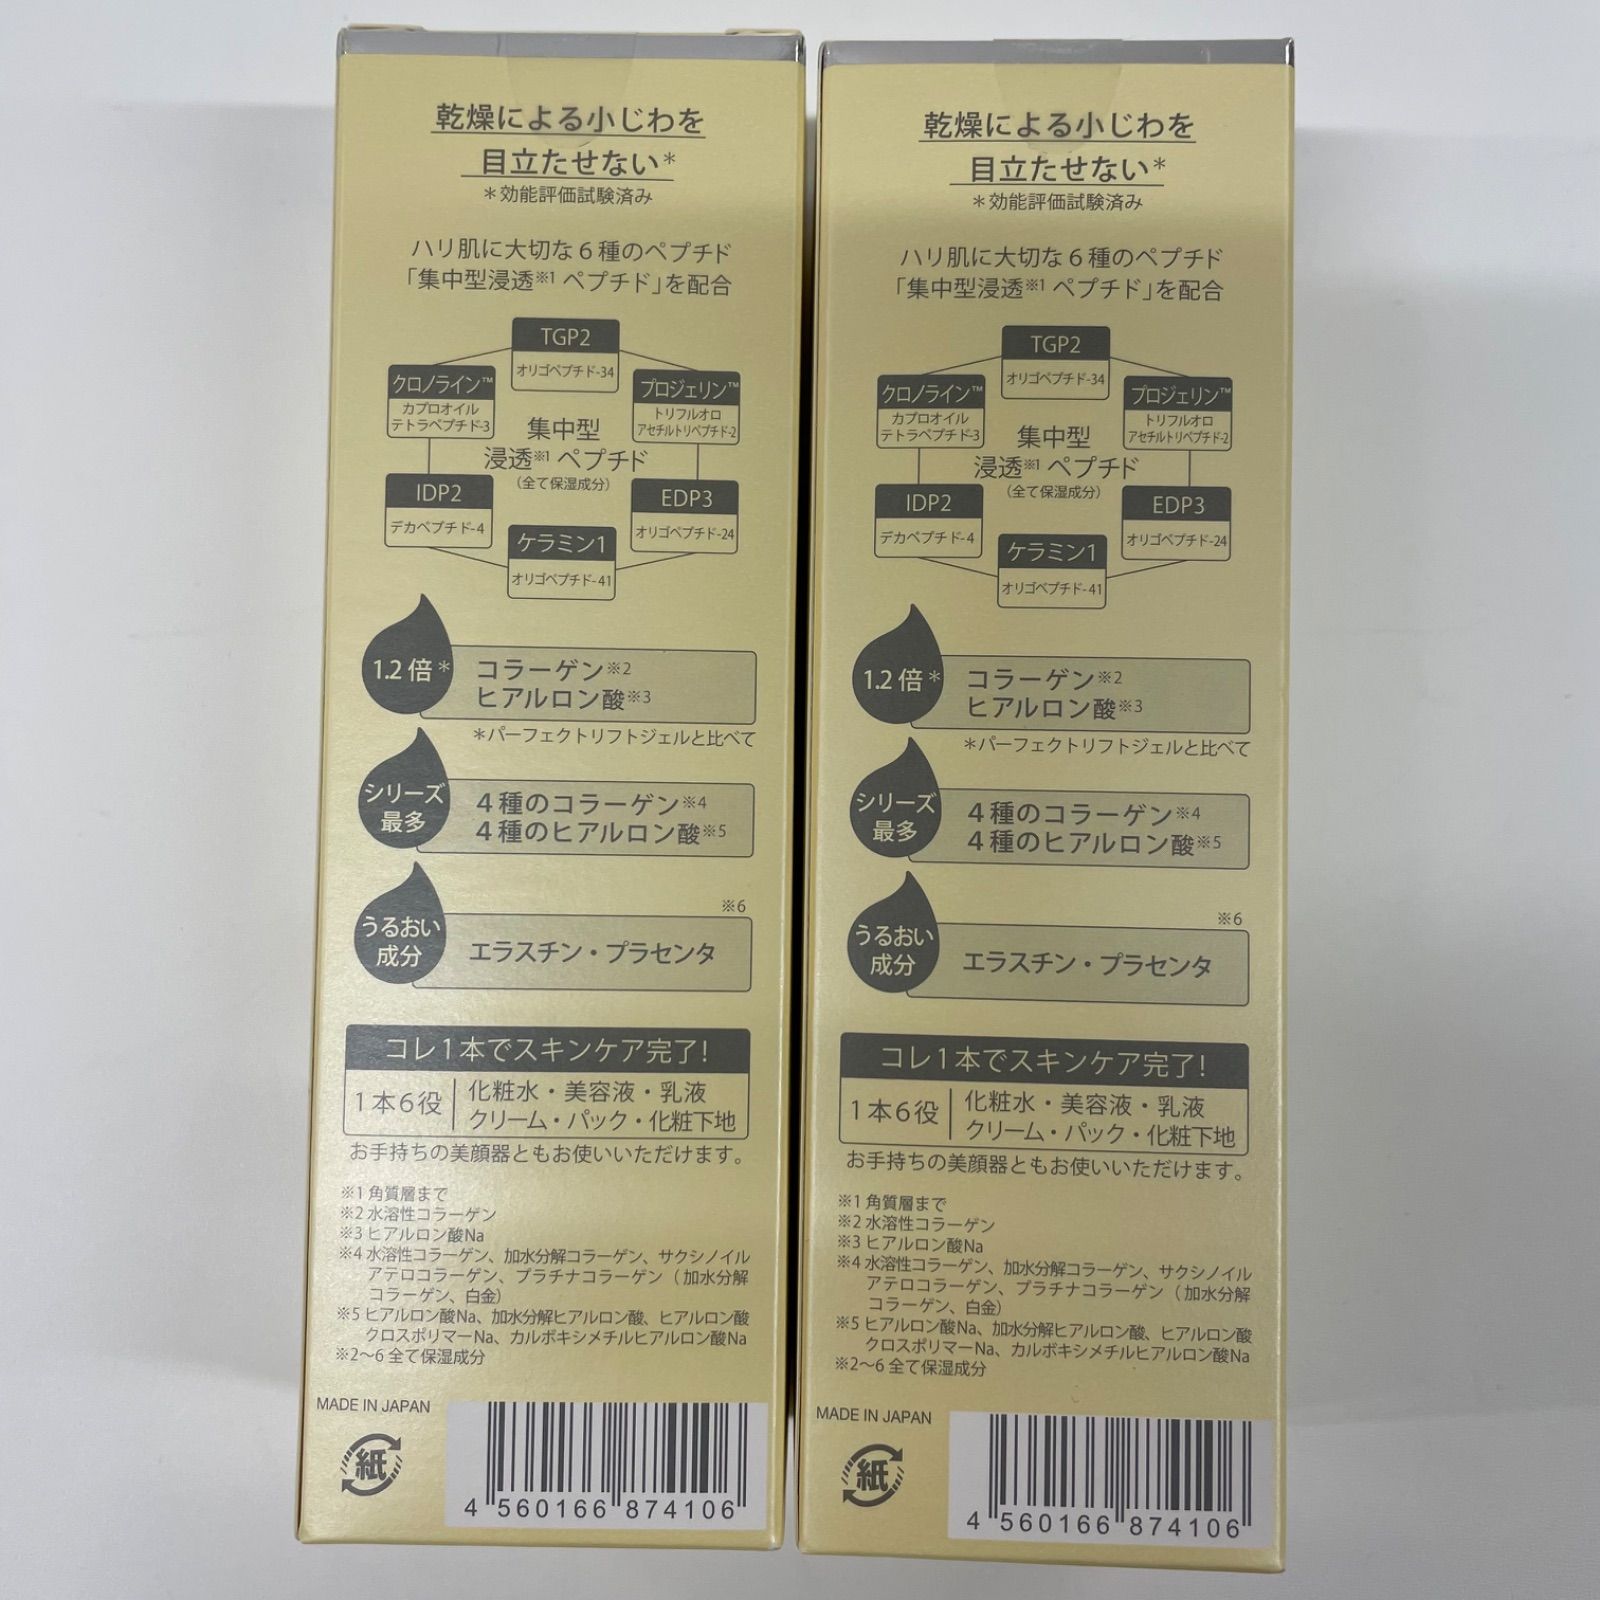 乾燥による小じわを
目立たせない＊
＊効能評価試験済み
ハリ肌に大切な６種のペプチド
「集中型浸透※1 ペプチド」を配合
TGP2
オリゴペプチド-34
クロノライン™
カプロオイル
テトラペプチド-3
プロジェリン™
トリフルオロ
アセチルトリペプチド-2
集中型
浸透※1 ペプチド
(全て保湿成分)
IDP2
デカペプチド-4
EDP3
オリゴペプチド-24
ケラミン1
オリゴペプチド-41
1.2倍＊
コラーゲン※2
ヒアルロン酸※3
＊パーフェクトリフトジェルと比べて
シリーズ
最多
４種のコラーゲン※4
４種のヒアルロン酸※5
うるおい
成分
※6
エラスチン・プラセンタ
コレ１本でスキンケア完了!
１本６役
化粧水・美容液・乳液
クリーム・パック・化粧下地
お手持ちの美顔器ともお使いいただけます。
※1 角質層まで
※2 水溶性コラーゲン
※3 ヒアルロン酸Na
※4 水溶性コラーゲン、加水分解コラーゲン、サクシノイル
アテロコラーゲン、プラチナコラーゲン（加水分解
コラーゲン、白金）
※5 ヒアルロン酸Na、加水分解ヒアルロン酸、ヒアルロン酸
クロスポリマーNa、カルボキシメチルヒアルロン酸Na
※2～6 全て保湿成分
MADE IN JAPAN
紙
4 560166 874106
乾燥による小じわを
目立たせない＊
＊効能評価試験済み
ハリ肌に大切な６種のペプチド
「集中型浸透※1 ペプチド」を配合
TGP2
オリゴペプチド-34
クロノライン™
カプロオイル
テトラペプチド-3
プロジェリン™
トリフルオロ
アセチルトリペプチド-2
集中型
浸透※1 ペプチド
(全て保湿成分)
IDP2
デカペプチド-4
EDP3
オリゴペプチド-24
ケラミン1
オリゴペプチド-41
1.2倍＊
コラーゲン※2
ヒアルロン酸※3
＊パーフェクトリフトジェルと比べて
シリーズ
最多
４種のコラーゲン※4
４種のヒアルロン酸※5
うるおい
成分
※6
エラスチン・プラセンタ
コレ１本でスキンケア完了!
１本６役
化粧水・美容液・乳液
クリーム・パック・化粧下地
お手持ちの美顔器ともお使いいただけます。
※1 角質層まで
※2 水溶性コラーゲン
※3 ヒアルロン酸Na
※4 水溶性コラーゲン、加水分解コラーゲン、サクシノイル
アテロコラーゲン、プラチナコラーゲン（加水分解
コラーゲン、白金）
※5 ヒアルロン酸Na、加水分解ヒアルロン酸、ヒアルロン酸
クロスポリマーNa、カルボキシメチルヒアルロン酸Na
※2～6 全て保湿成分
MADE IN JAPAN
紙
4 560166 874106